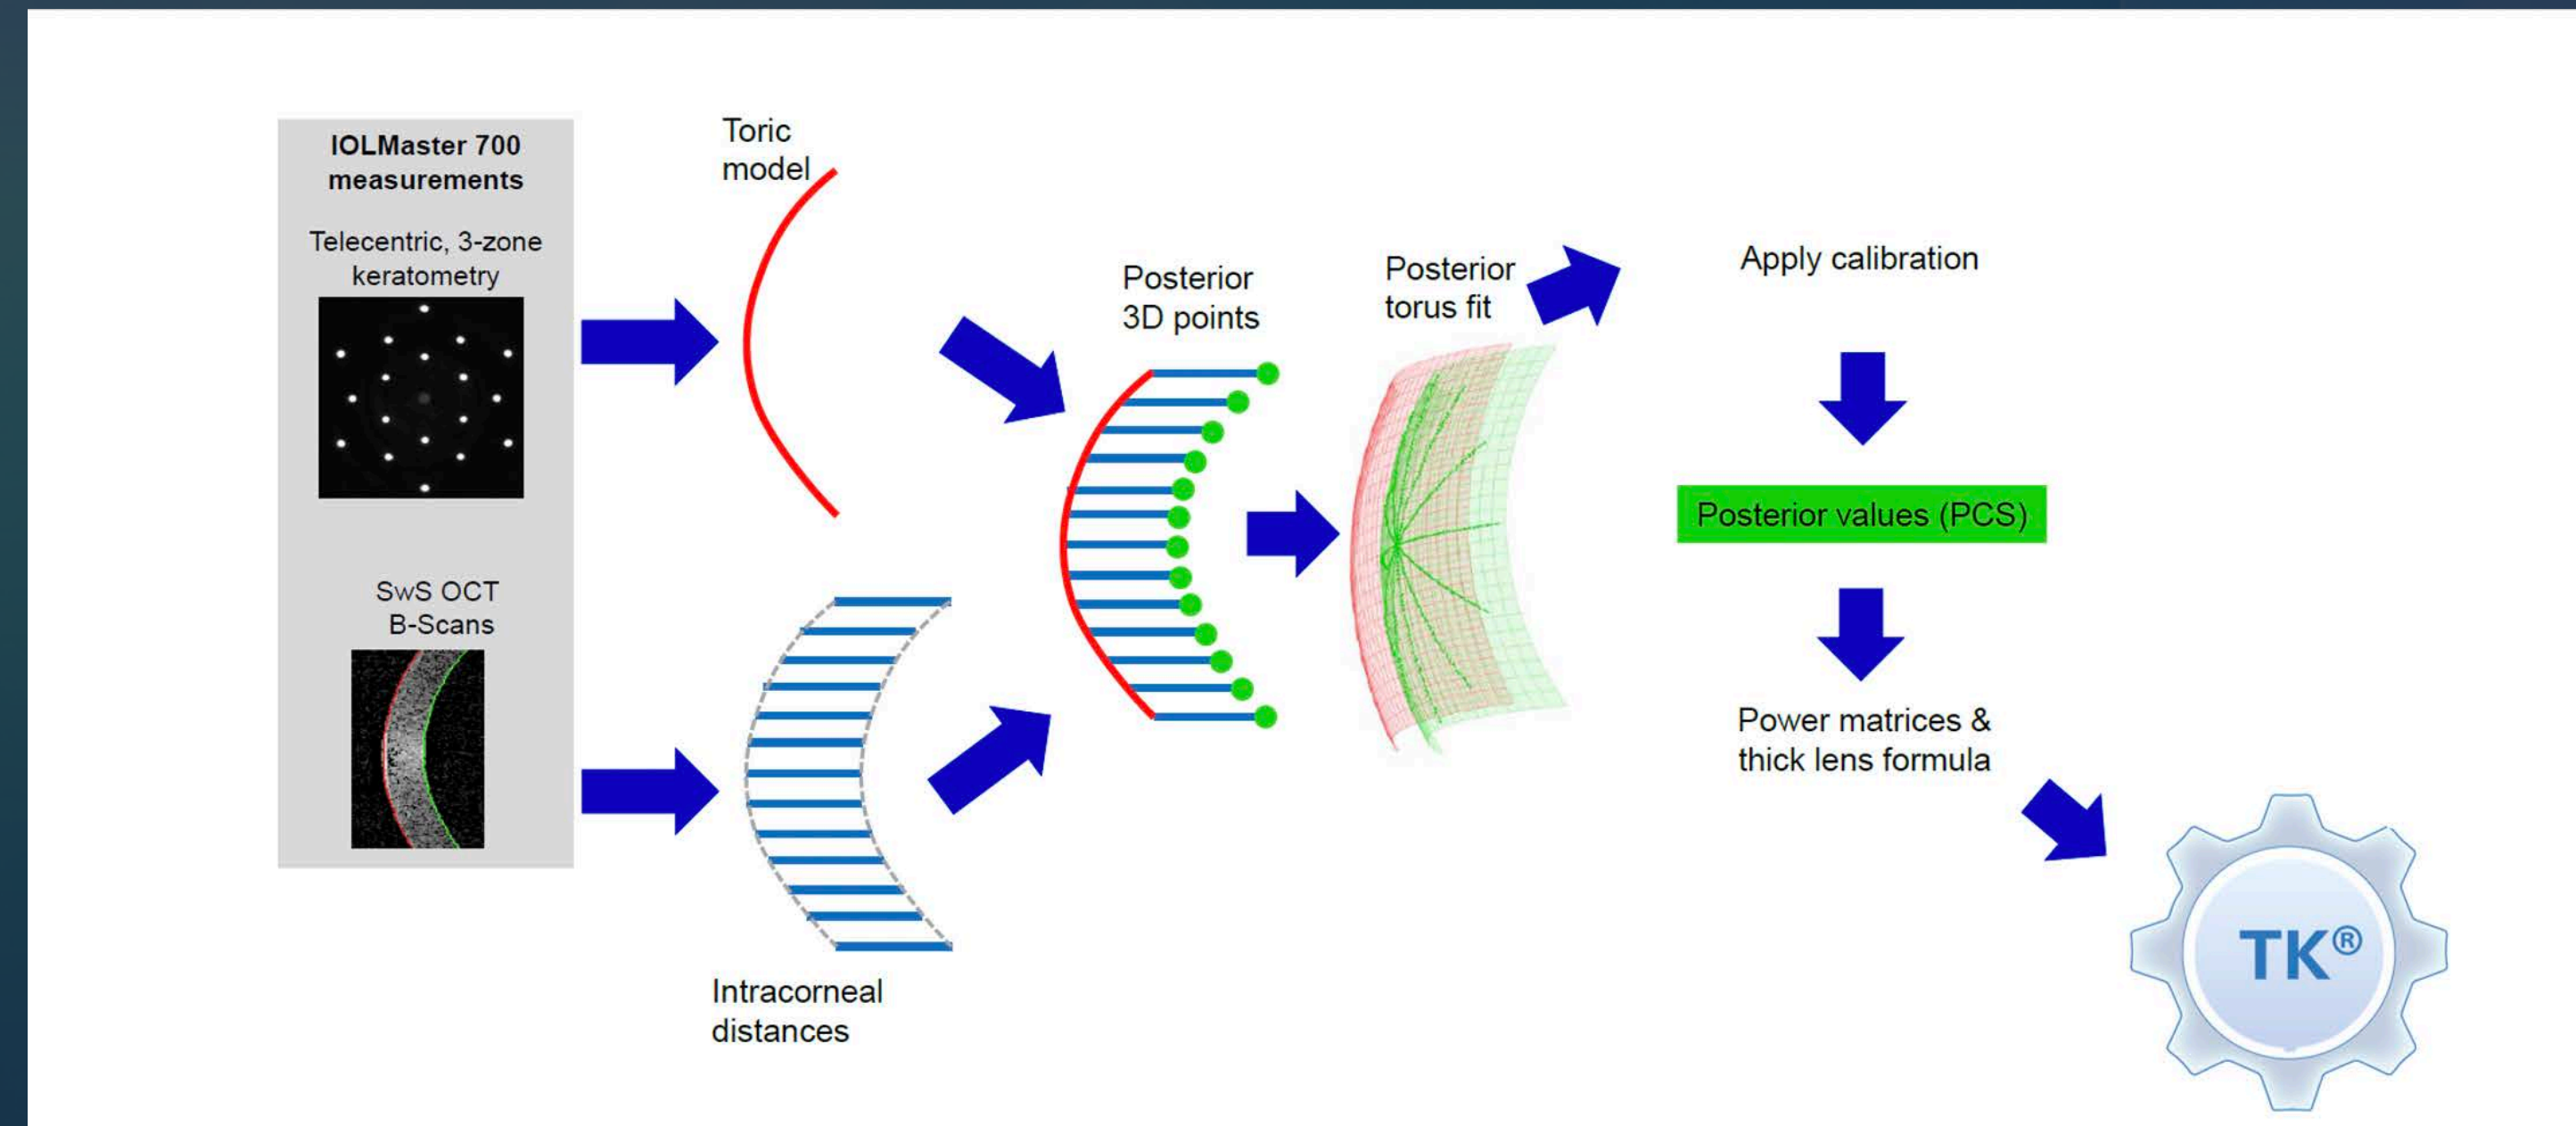 IOLMaster 700
measurements
Telecentric, 3-zone
keratometry
SwS OCT
B-Scans
Toric
model
Intracorneal
distances
Posterior
3D points
Posterior
torus fit
Apply calibration
Posterior values (PCS)
Power matrices &
thick lens formula
TK®